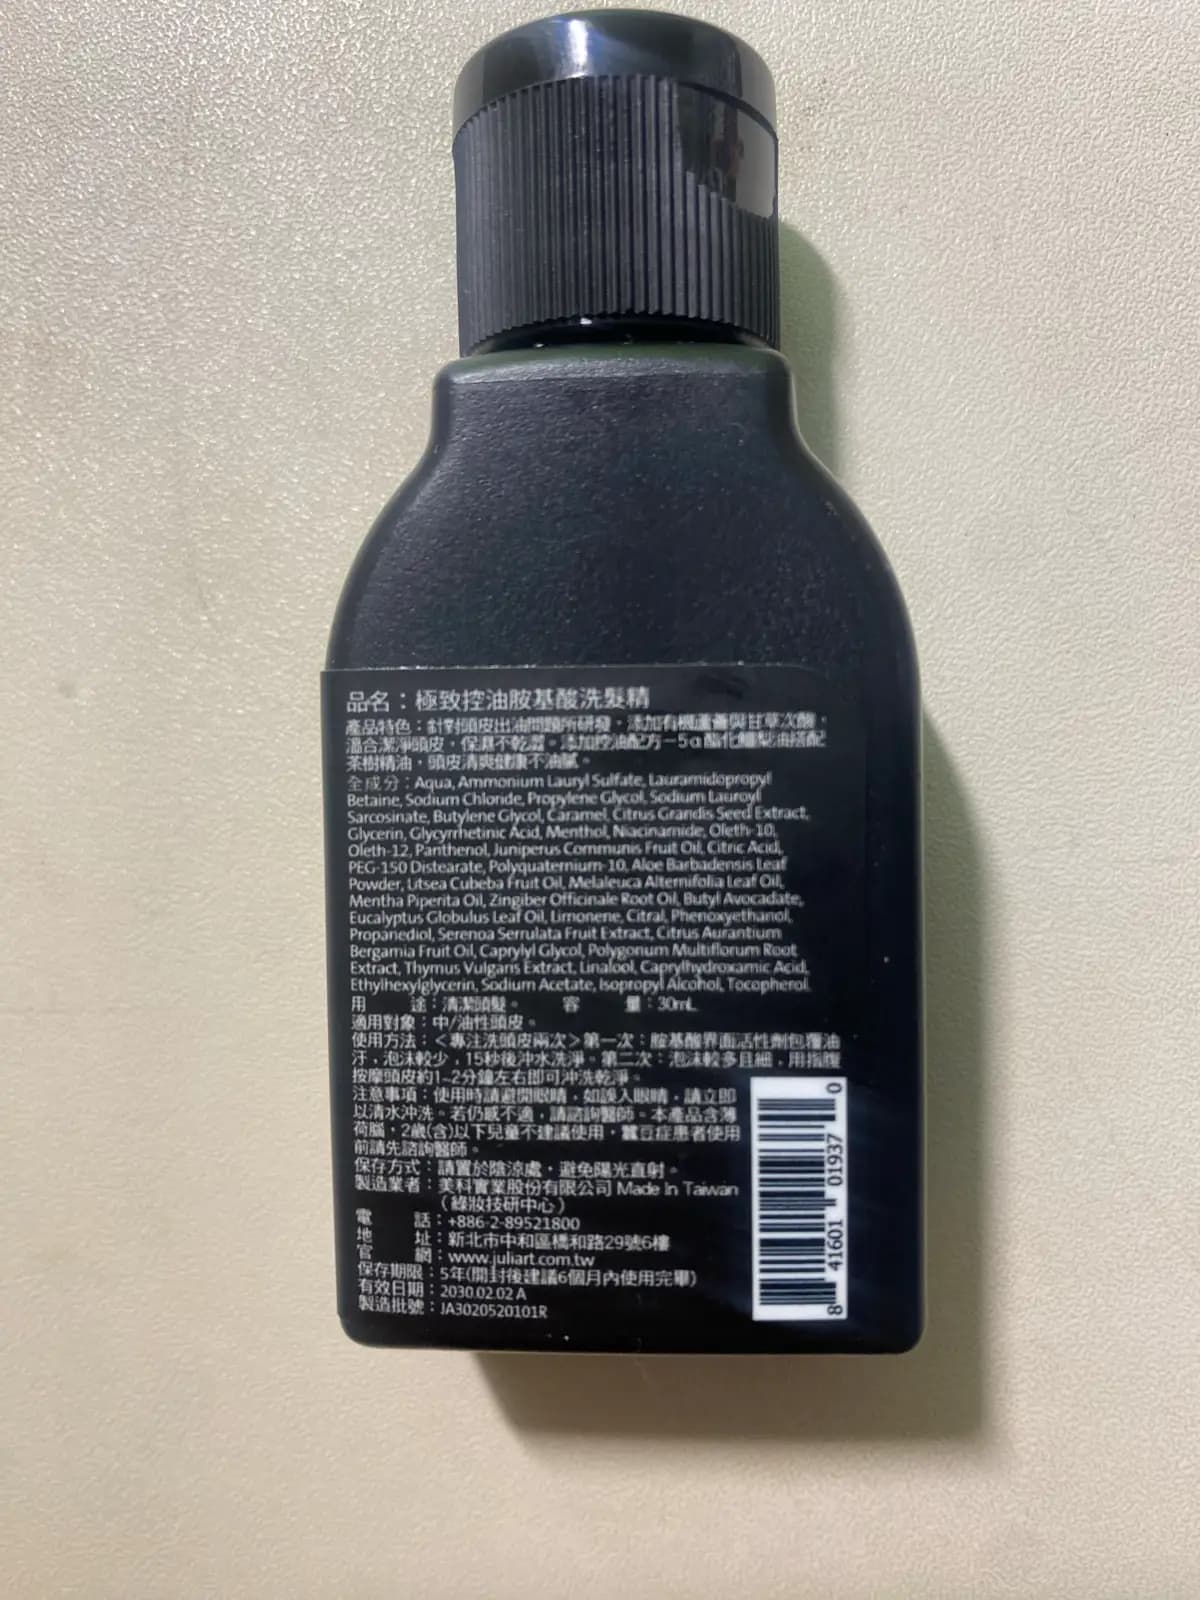 品名：極致控油胺基酸洗髮精
產品特色：針對頭皮出油問題所研發，添加有機蘆薈與甘草次酸，
溫合潔淨頭皮，保濕不乾澀。添加控油配方－5α酯化鱷梨油搭配
茶樹精油，頭皮清爽健康不油膩。
全成分：Aqua, Ammonium Lauryl Sulfate, Lauramidopropyl
Betaine, Sodium Chloride, Propylene Glycol, Sodium Lauroyl
Sarcosinate, Butylene Glycol, Caramel, Citrus Grandis Seed Extract,
Glycerin, Glycyrrhetinic Acid, Menthol, Niacinamide, Oleth-10,
Oleth-12, Panthenol, Juniperus Communis Fruit Oil, Citric Acid,
PEG-150 Distearate, Polyquaternium-10, Aloe Barbadensis Leaf
Powder, Litsea Cubeba Fruit Oil, Melaleuca Alternifolia Leaf Oil,
Mentha Piperita Oil, Zingiber Officinale Root Oil, Butyl Avocadate,
Eucalyptus Globulus Leaf Oil, Limonene, Citral, Phenoxyethanol,
Propanediol, Serenoa Serrulata Fruit Extract, Citrus Aurantium
Bergamia Fruit Oil, Caprylyl Glycol, Polygonum Multiflorum Root
Extract, Thymus Vulgaris Extract, Linalool, Caprylhydroxamic Acid,
Ethylhexylglycerin, Sodium Acetate, Isopropyl Alcohol, Tocopherol.
用途：清潔頭髮。 容量：30mL
適用對象：中/油性頭皮。
使用方法：＜專注洗頭皮兩次＞第一次：胺基酸界面活性劑包覆油
汙，泡沫較少，15秒後沖水洗淨。第二次：泡沫較多且細，用指腹
按摩頭皮約1~2分鐘左右即可沖洗乾淨。
注意事項：使用時請避開眼睛，如誤入眼睛，請立即
以清水沖洗。若仍感不適，請諮詢醫師。本產品含薄
荷腦，2歲(含)以下兒童不建議使用，蠶豆症患者使用
前請先諮詢醫師。
保存方式：請置於陰涼處，避免陽光直射。
製造業者：美科實業股份有限公司 Made In Taiwan
（綠妝技研中心）
電話：+886-2-89521800
地址：新北市中和區橋和路29號6樓
官網：www.juliart.com.tw
保存期限：5年(開封後建議6個月內使用完畢)
有效日期：2030.02.02 A
製造批號：JA3020520101R
8 41601 01937 0